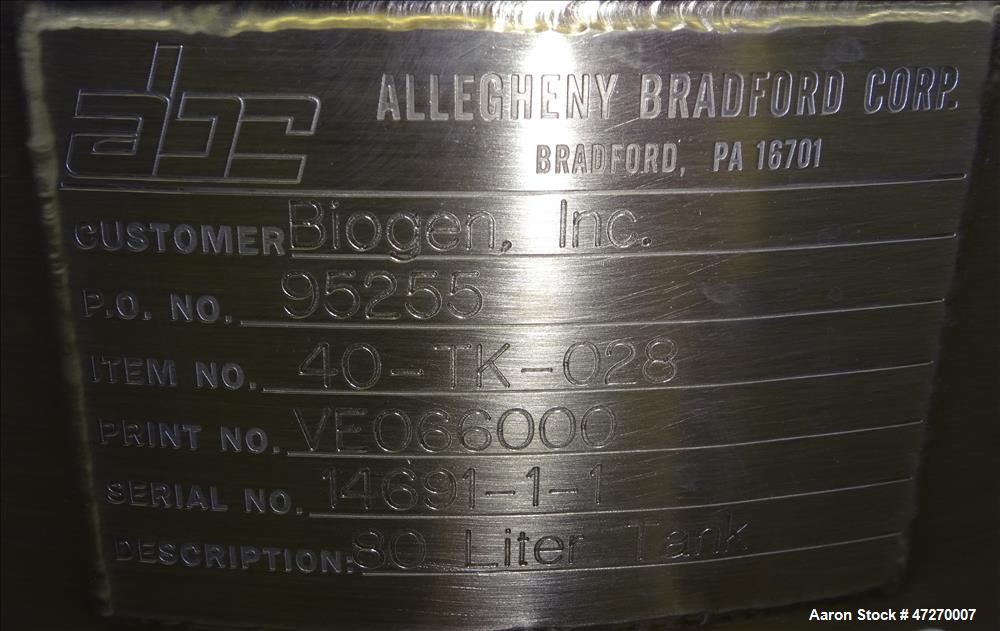 abc
ALLEGHENY BRADFORD CORP.
BRADFORD, PA 16701
CUSTOMER Biogen, Inc.
P.O. NO. 95255
ITEM NO. 40-TK-028
PRINT NO. VE066000
SERIAL NO. 14691-1-1
DESCRIPTION: 80 Liter Tank
Aaron Stock # 47270007